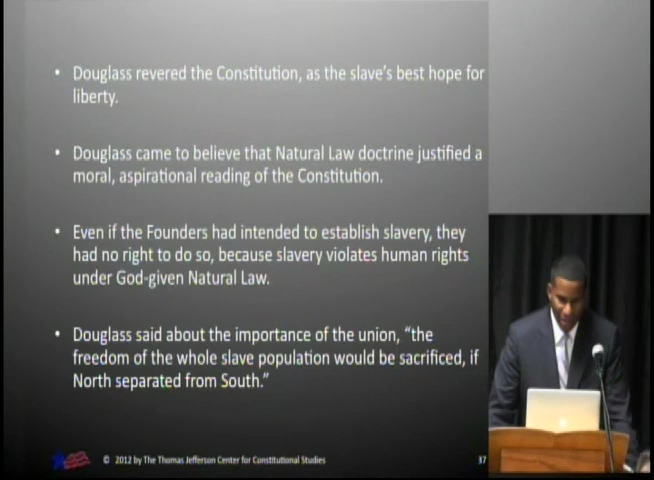 • Douglass revered the Constitution, as the slave's best hope for
liberty.
• Douglass came to believe that Natural Law doctrine justified a
moral, aspirational reading of the Constitution.
• Even if the Founders had intended to establish slavery, they
had no right to do so, because slavery violates human rights
under God-given Natural Law.
• Douglass said about the importance of the union, “the
freedom of the whole slave population would be sacrificed, if
North separated from South.”
© 2012 by The Thomas Jefferson Center for Constitutional Studies
37